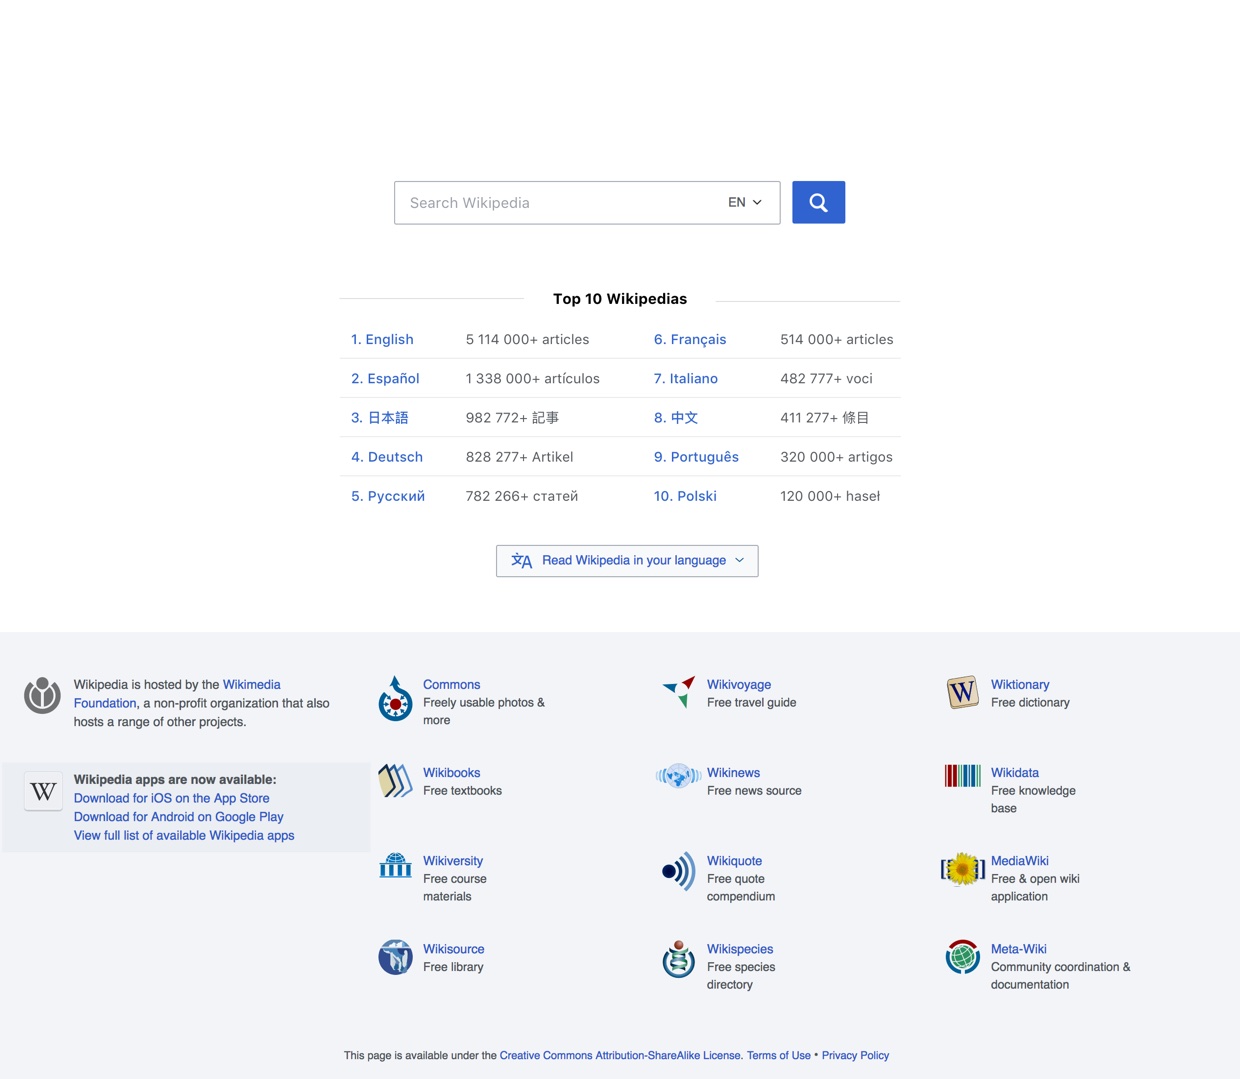 Search Wikipedia
EN
Top 10 Wikipedias
1. English 5 114 000+ articles
6. Français 514 000+ articles
2. Español 1 338 000+ artículos
7. Italiano 482 777+ voci
3. 日本語 982 772+ 記事
8. 中文 411 277+ 條目
4. Deutsch 828 277+ Artikel
9. Português 320 000+ artigos
5. Русский 782 266+ статей
10. Polski 120 000+ haseł
文A Read Wikipedia in your language
Wikipedia is hosted by the Wikimedia
Foundation, a non-profit organization that also
hosts a range of other projects.
W
Wikipedia apps are now available:
Download for iOS on the App Store
Download for Android on Google Play
View full list of available Wikipedia apps
Commons
Freely usable photos &
more
Wikivoyage
Free travel guide
W
Wiktionary
Free dictionary
Wikibooks
Free textbooks
Wikinews
Free news source
Wikidata
Free knowledge
base
Wikiversity
Free course
materials
Wikiquote
Free quote
compendium
MediaWiki
Free & open wiki
application
Wikisource
Free library
Wikispecies
Free species
directory
Meta-Wiki
Community coordination &
documentation
This page is available under the Creative Commons Attribution-ShareAlike License. Terms of Use • Privacy Policy